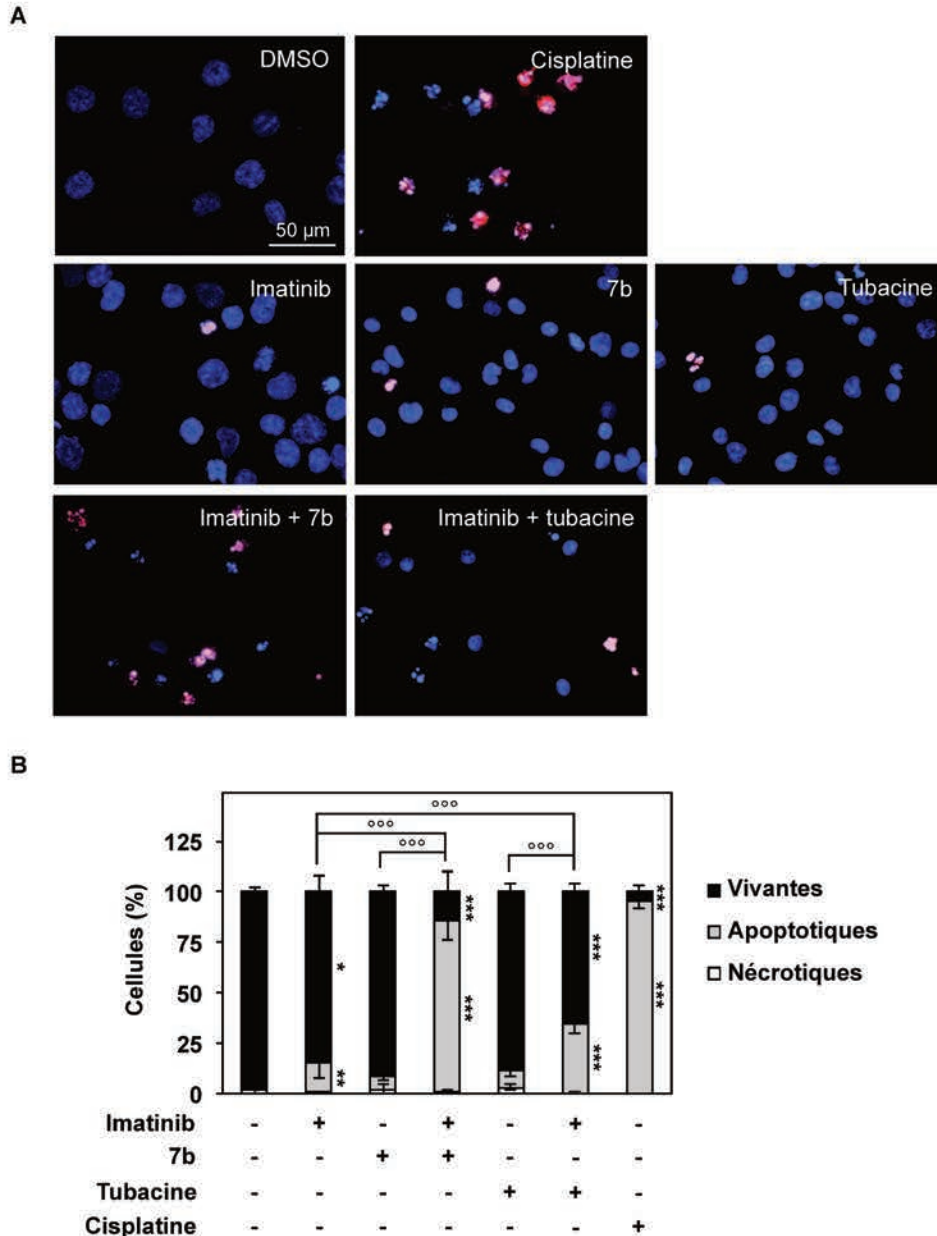 A
DMSO
Cisplatine
50 µm
Imatinib
7b
Tubacine
Imatinib + 7b
Imatinib + tubacine
B
°°°
°°°
°°° °°°
125
100
75
50
25
0
Cellules (%)
* ** *** *** *** *** *** ***
Vivantes
Apoptotiques
Nécrotiques
Imatinib - + - + - + -
7b - - + + - - -
Tubacine - - - - + + -
Cisplatine - - - - - - +